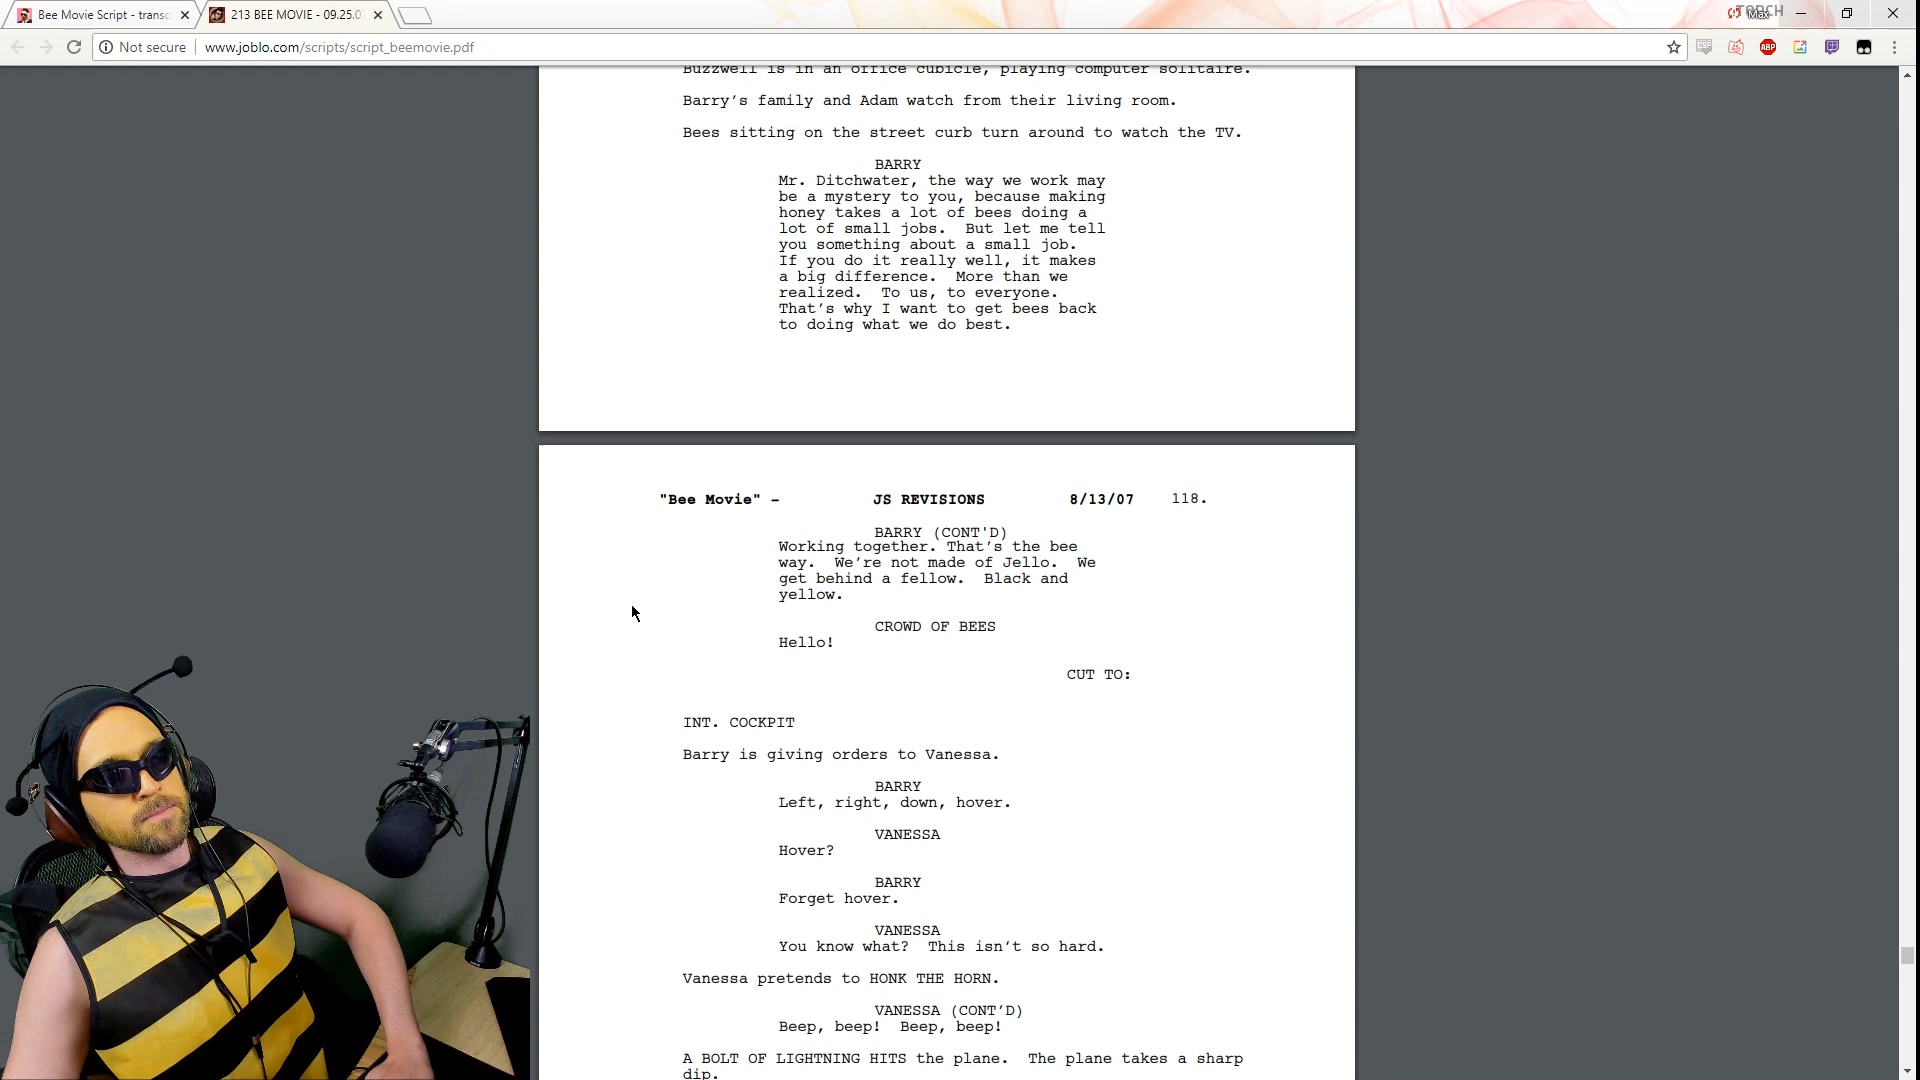 Bee Movie Script - transc
213 BEE MOVIE - 09.25.0
Max
Not secure
www.joblo.com/scripts/script_beemovie.pdf
ABP
Buzzwell is in an office cubicle, playing computer solitaire.
Barry's family and Adam watch from their living room.
Bees sitting on the street curb turn around to watch the TV.
BARRY
Mr. Ditchwater, the way we work may
be a mystery to you, because making
honey takes a lot of bees doing a
lot of small jobs. But let me tell
you something about a small job.
If you do it really well, it makes
a big difference. More than we
realized. To us, to everyone.
That's why I want to get bees back
to doing what we do best.
"Bee Movie" - JS REVISIONS 8/13/07 118.
BARRY (CONT'D)
Working together. That's the bee
way. We're not made of Jello. We
get behind a fellow. Black and
yellow.
CROWD OF BEES
Hello!
CUT TO:
INT. COCKPIT
Barry is giving orders to Vanessa.
BARRY
Left, right, down, hover.
VANESSA
Hover?
BARRY
Forget hover.
VANESSA
You know what? This isn't so hard.
Vanessa pretends to HONK THE HORN.
VANESSA (CONT'D)
Beep, beep! Beep, beep!
A BOLT OF LIGHTNING HITS the plane. The plane takes a sharp
dip.